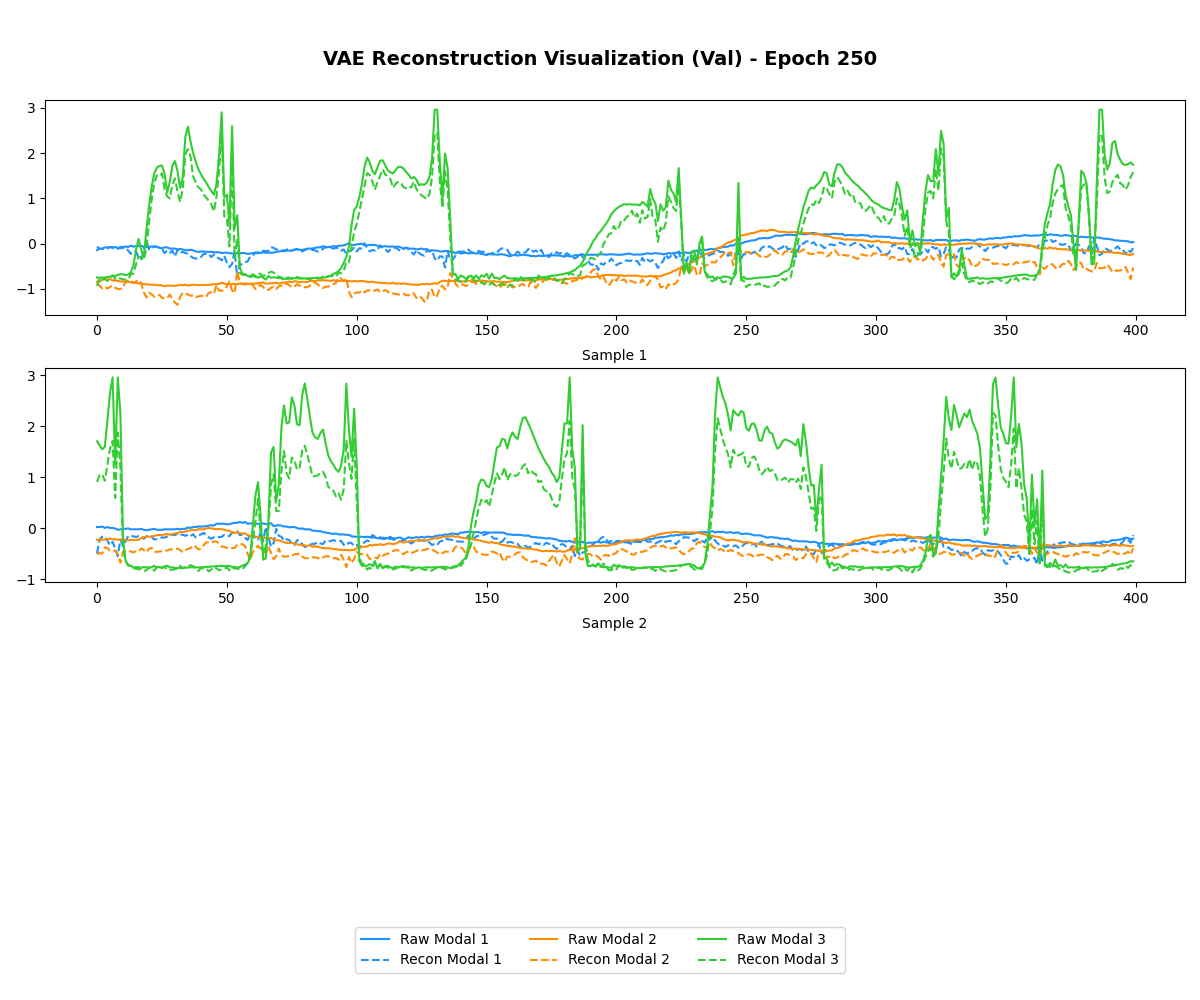 VAE Reconstruction Visualization (Val) - Epoch 250
3
2
1
0
−1
0 50 100 150 200 250 300 350 400
Sample 1
3
2
1
0
−1
0 50 100 150 200 250 300 350 400
Sample 2
Raw Modal 1 Raw Modal 2 Raw Modal 3
Recon Modal 1 Recon Modal 2 Recon Modal 3